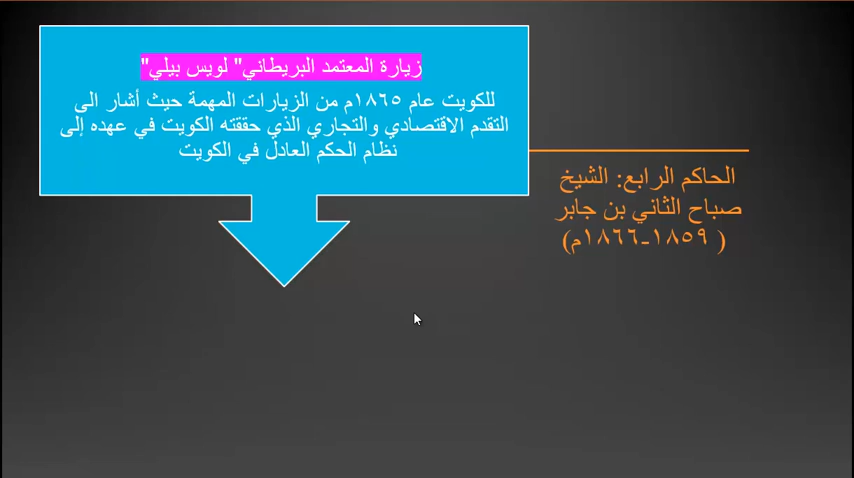 زيارة المعتمد البريطاني" لويس بيلي"
للكويت عام ١٨٦٥م من الزيارات المهمة حيث أشار الى
التقدم الاقتصادي والتجاري الذي حققته الكويت في عهده إلى
نظام الحكم العادل في الكويت
الحاكم الرابع: الشيخ
صباح الثاني بن جابر
( ١٨٥٩-١٨٦٦م)